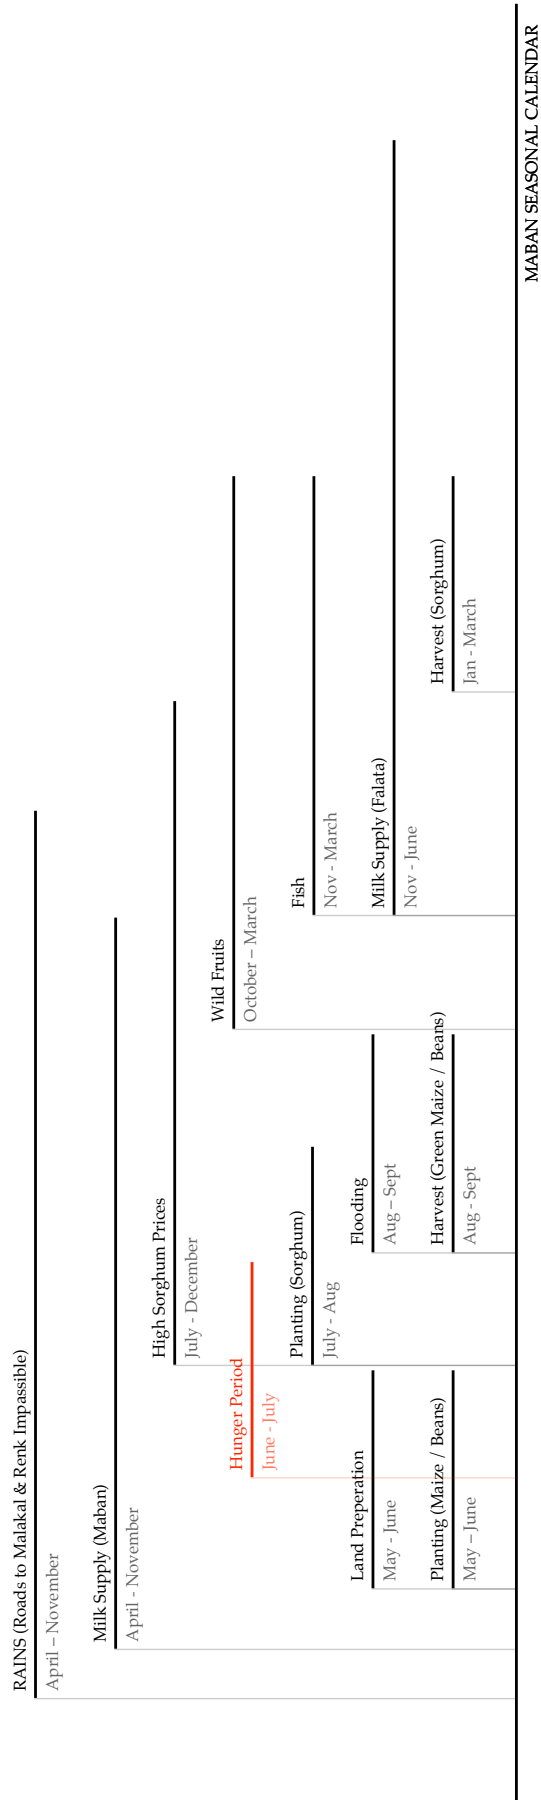 RAINS (Roads to Malakal & Renk Impassible)
April – November
Milk Supply (Maban)
April - November
High Sorghum Prices
July - December
Wild Fruits
October – March
Hunger Period
June - July
Planting (Sorghum)
July - Aug
Fish
Nov - March
Land Preperation
May - June
Flooding
Aug – Sept
Milk Supply (Falata)
Nov - June
Planting (Maize / Beans)
May – June
Harvest (Green Maize / Beans)
Aug - Sept
Harvest (Sorghum)
Jan - March
MABAN SEASONAL CALENDAR